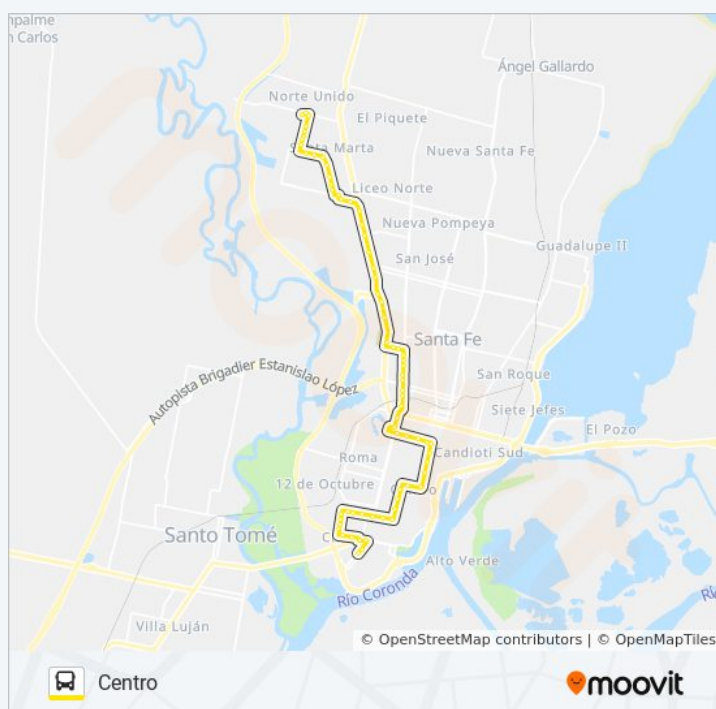 npalme
n Carlos
Ángel Gallardo
Norte Unido
El Piquete
Santa Marta
Nueva Santa Fe
Liceo Norte
Nueva Pompeya
Guadalupe II
San José
Santa Fe
Autopista Brigadier Estanislao López
San Roque
Siete Jefes
El Pozo
Candioti Sud
Roma
12 de Octubre
Santo Tomé
C
Alto Verde
Río Coronda
Rí
Villa Luján
© OpenStreetMap contributors | © OpenMapTiles
Centro
moovit